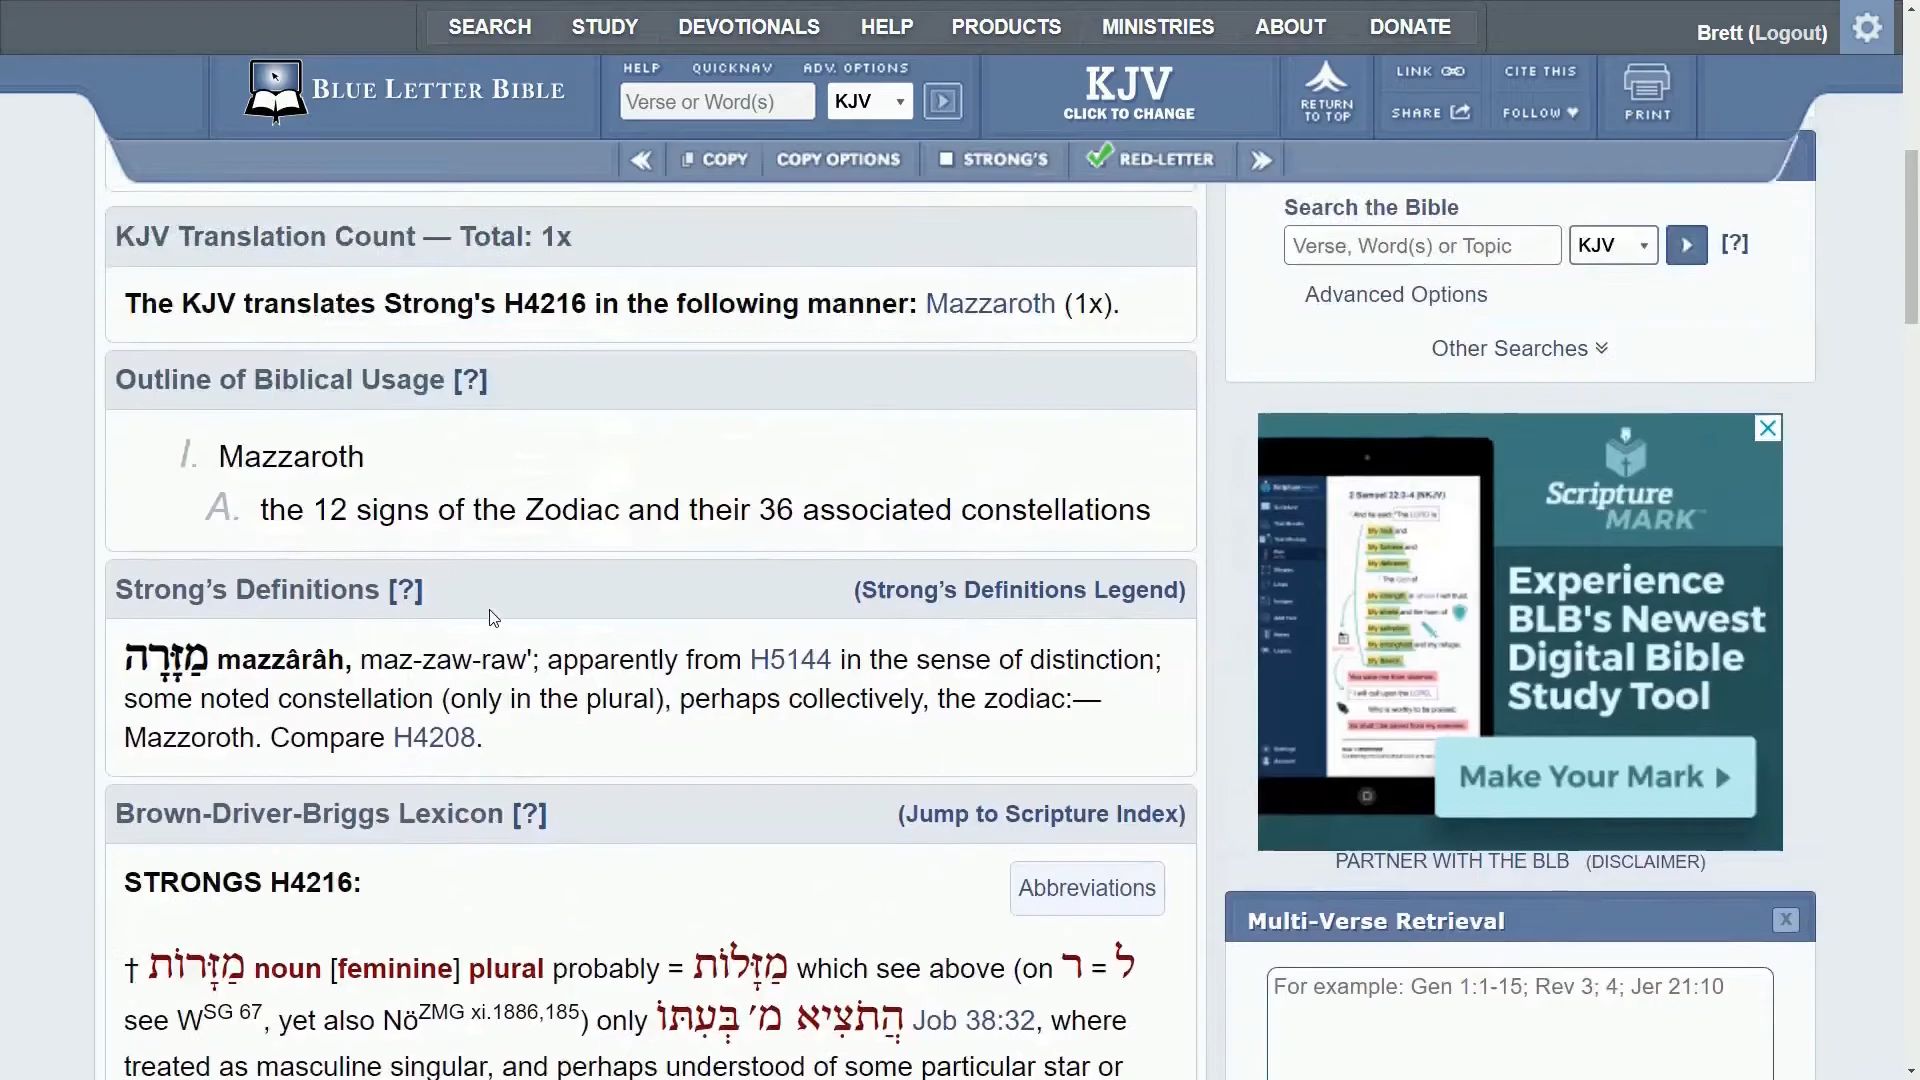 SEARCH STUDY DEVOTIONALS HELP PRODUCTS MINISTRIES ABOUT DONATE
Brett (Logout)
BLUE LETTER BIBLE
HELP QUICKNAV ADV. OPTIONS
Verse or Word(s) KJV
KJV
CLICK TO CHANGE
RETURN
TO TOP
LINK CITE THIS
SHARE FOLLOW
PRINT
COPY COPY OPTIONS STRONG'S RED-LETTER
KJV Translation Count — Total: 1x
The KJV translates Strong's H4216 in the following manner: Mazzaroth (1x).
Outline of Biblical Usage [?]
I. Mazzaroth
A. the 12 signs of the Zodiac and their 36 associated constellations
Strong’s Definitions [?] (Strong’s Definitions Legend)
מַזָּרָה mazzârâh, maz-zaw-raw'; apparently from H5144 in the sense of distinction;
some noted constellation (only in the plural), perhaps collectively, the zodiac:—
Mazzoroth. Compare H4208.
Brown-Driver-Briggs Lexicon [?] (Jump to Scripture Index)
STRONGS H4216:
Abbreviations
† מַזָּרוֹת noun [feminine] plural probably = מַזָּלוֹת which see above (on ר = ל
see WSG 67, yet also NöZMG xi.1886,185) only הֲתֹצִיא מ׳ בְּעִתּוֹ Job 38:32, where
treated as masculine singular, and perhaps understood of some particular star or
Search the Bible
Verse, Word(s) or Topic KJV [?]
Advanced Options
Other Searches
2 Samuel 22:3-4 (NKJV)
Scripture
MARK™
Experience
BLB's Newest
Digital Bible
Study Tool
Make Your Mark
PARTNER WITH THE BLB (DISCLAIMER)
Multi-Verse Retrieval X
For example: Gen 1:1-15; Rev 3; 4; Jer 21:10